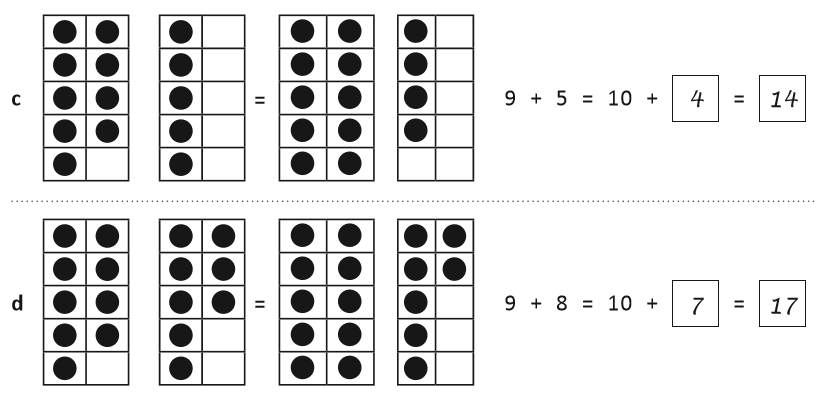 c = 9 + 5 = 10 + 4 = 14
d = 9 + 8 = 10 + 7 = 17